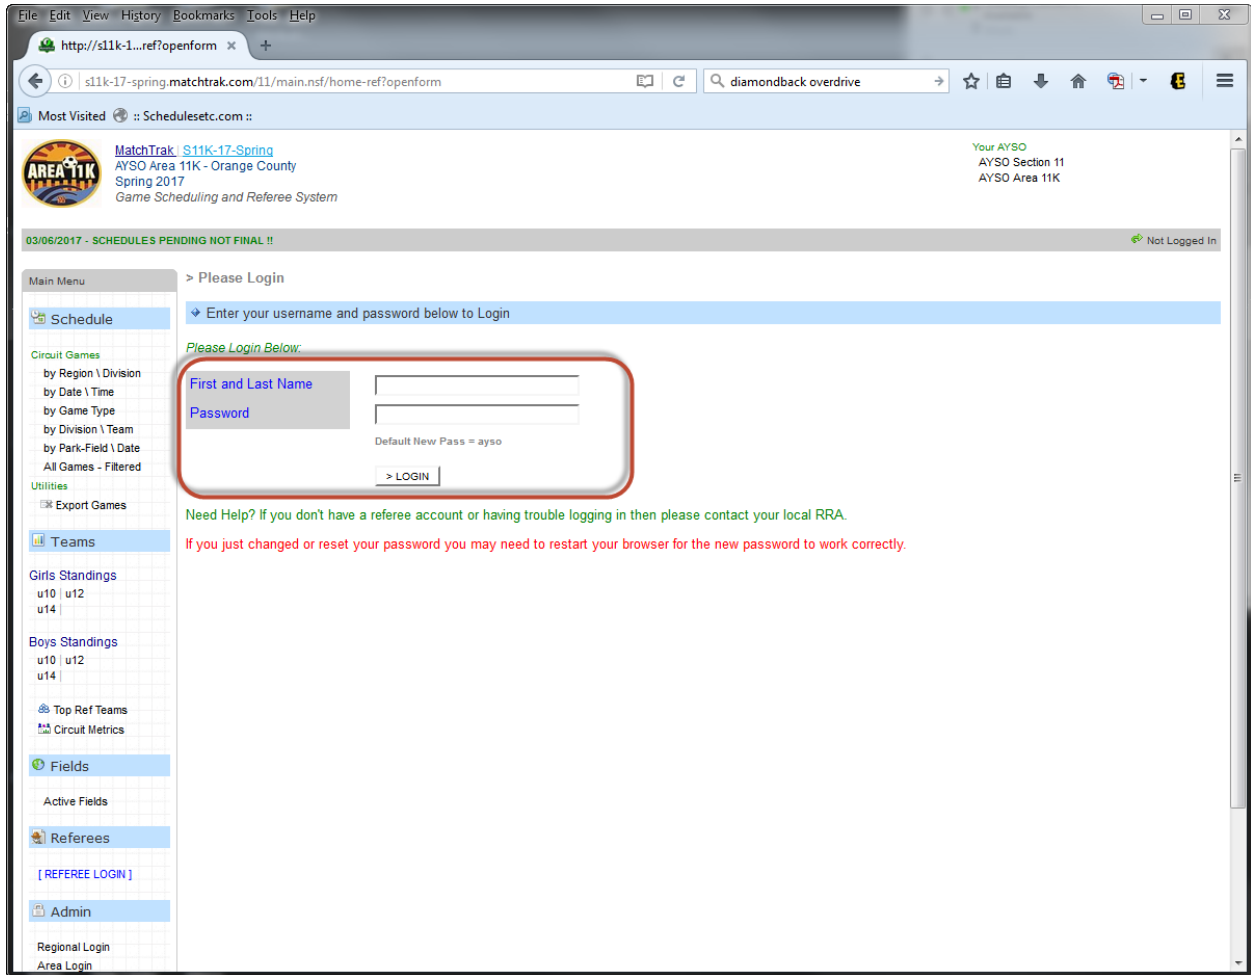 File Edit View History Bookmarks Tools Help
http://s11k-1...ref?openform × +
s11k-17-spring.matchtrak.com/11/main.nsf/home-ref?openform
diamondback overdrive
Most Visited :: Schedulesetc.com ::
AREA 11K
MatchTrak | S11K-17-Spring
AYSO Area 11K - Orange County
Spring 2017
Game Scheduling and Referee System
Your AYSO
AYSO Section 11
AYSO Area 11K
03/06/2017 - SCHEDULES PENDING NOT FINAL !!
Not Logged In
Main Menu
Schedule
Circuit Games
by Region \ Division
by Date \ Time
by Game Type
by Division \ Team
by Park-Field \ Date
All Games - Filtered
Utilities
Export Games
Teams
Girls Standings
u10 | u12
u14 |
Boys Standings
u10 | u12
u14 |
Top Ref Teams
Circuit Metrics
Fields
Active Fields
Referees
[ REFEREE LOGIN ]
Admin
Regional Login
Area Login
> Please Login
Enter your username and password below to Login
Please Login Below:
First and Last Name
Password
Default New Pass = ayso
> LOGIN
Need Help? If you don't have a referee account or having trouble logging in then please contact your local RRA.
If you just changed or reset your password you may need to restart your browser for the new password to work correctly.